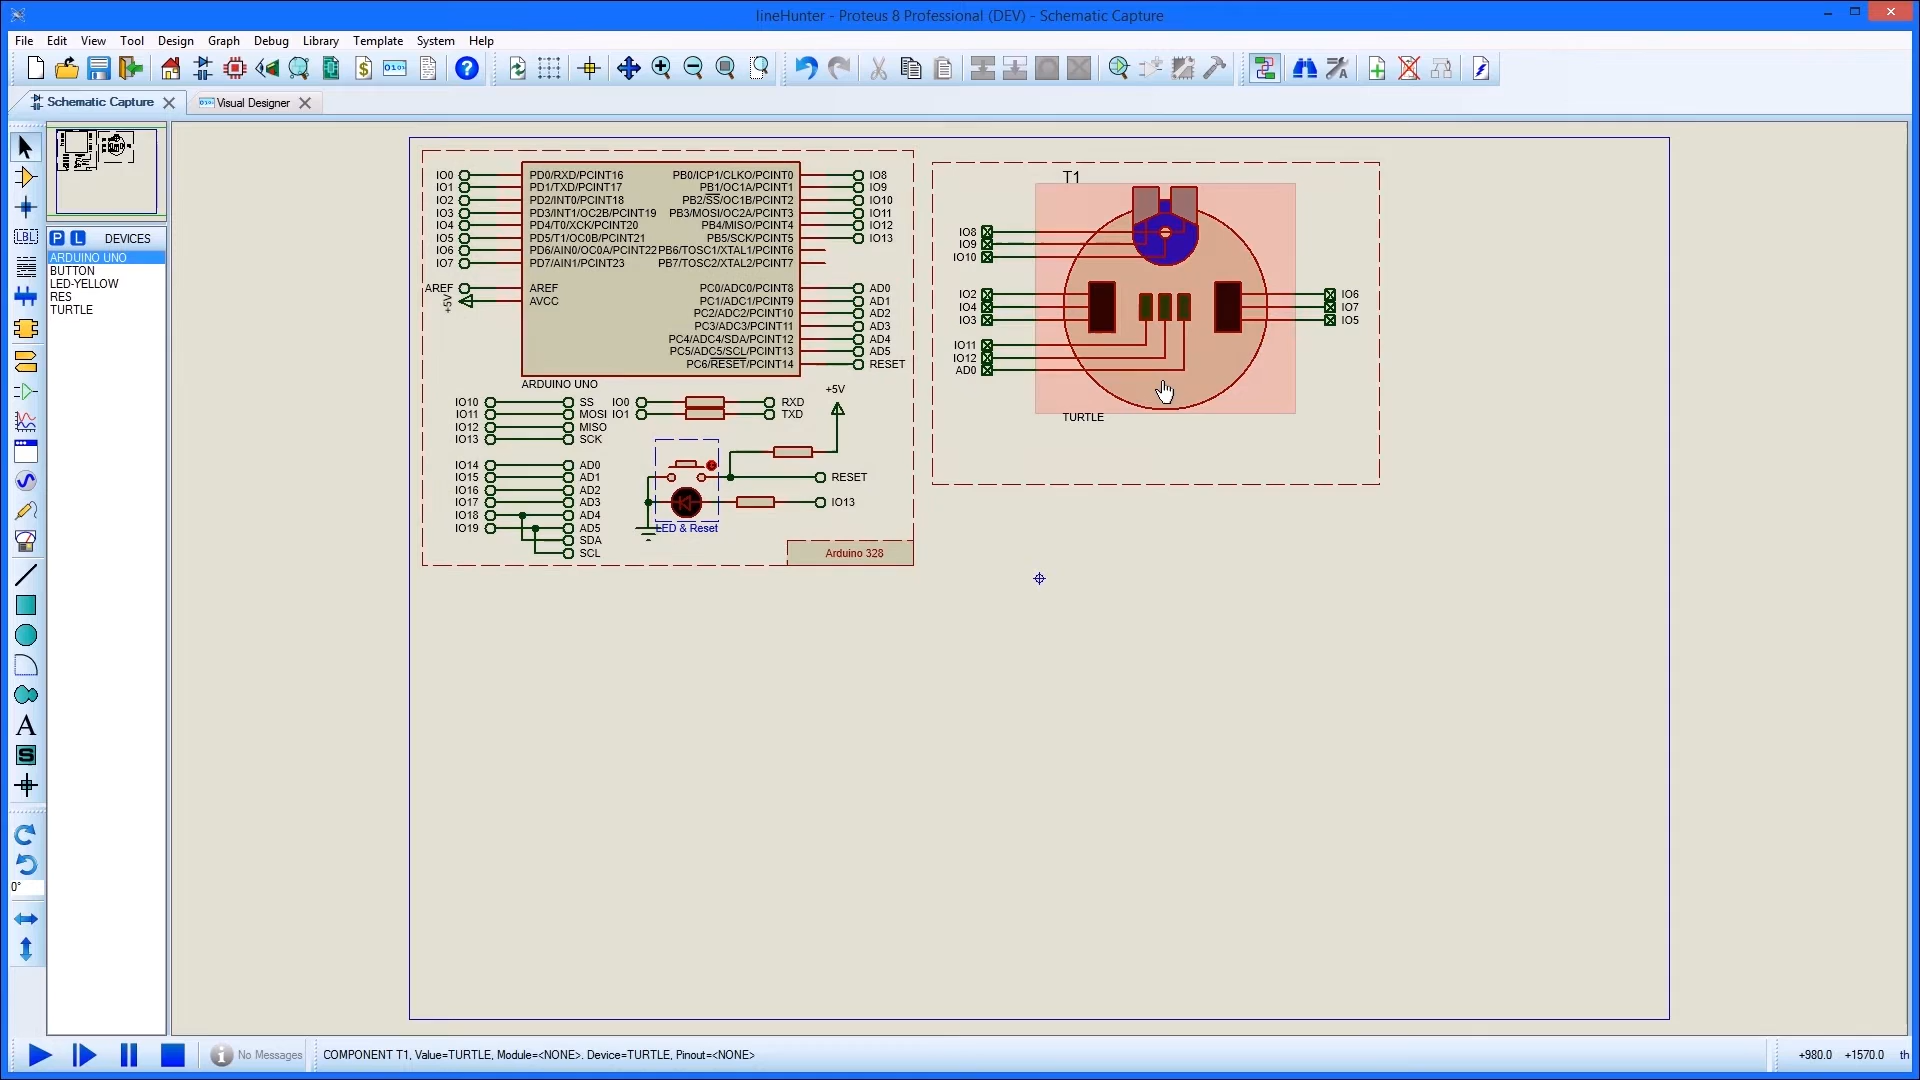 lineHunter - Proteus 8 Professional (DEV) - Schematic Capture
File Edit View Tool Design Graph Debug Library Template System Help
Schematic Capture Visual Designer
P L DEVICES
ARDUINO UNO
BUTTON
LED-YELLOW
RES
TURTLE
LBL
A
S
0°
IO0 PD0/RXD/PCINT16 PB0/ICP1/CLKO/PCINT0 IO8
IO1 PD1/TXD/PCINT17 PB1/OC1A/PCINT1 IO9
IO2 PD2/INT0/PCINT18 PB2/SS/OC1B/PCINT2 IO10
IO3 PD3/INT1/OC2B/PCINT19 PB3/MOSI/OC2A/PCINT3 IO11
IO4 PD4/T0/XCK/PCINT20 PB4/MISO/PCINT4 IO12
IO5 PD5/T1/OC0B/PCINT21 PB5/SCK/PCINT5 IO13
IO6 PD6/AIN0/OC0A/PCINT22 PB6/TOSC1/XTAL1/PCINT6
IO7 PD7/AIN1/PCINT23 PB7/TOSC2/XTAL2/PCINT7
AREF AREF PC0/ADC0/PCINT8 AD0
+5V AVCC PC1/ADC1/PCINT9 AD1
PC2/ADC2/PCINT10 AD2
PC3/ADC3/PCINT11 AD3
PC4/ADC4/SDA/PCINT12 AD4
PC5/ADC5/SCL/PCINT13 AD5
PC6/RESET/PCINT14 RESET
ARDUINO UNO
+5V
IO10 SS IO0 RXD
IO11 MOSI IO1 TXD
IO12 MISO
IO13 SCK
IO14 AD0
IO15 AD1 RESET
IO16 AD2
IO17 AD3 IO13
IO18 AD4
IO19 AD5 LED & Reset
SDA
SCL
Arduino 328
T1
IO8
IO9
IO10
IO2 IO6
IO4 IO7
IO3 IO5
IO11
IO12
AD0
TURTLE
No Messages COMPONENT T1, Value=TURTLE, Module=<NONE>. Device=TURTLE, Pinout=<NONE> +980.0 +1570.0 th